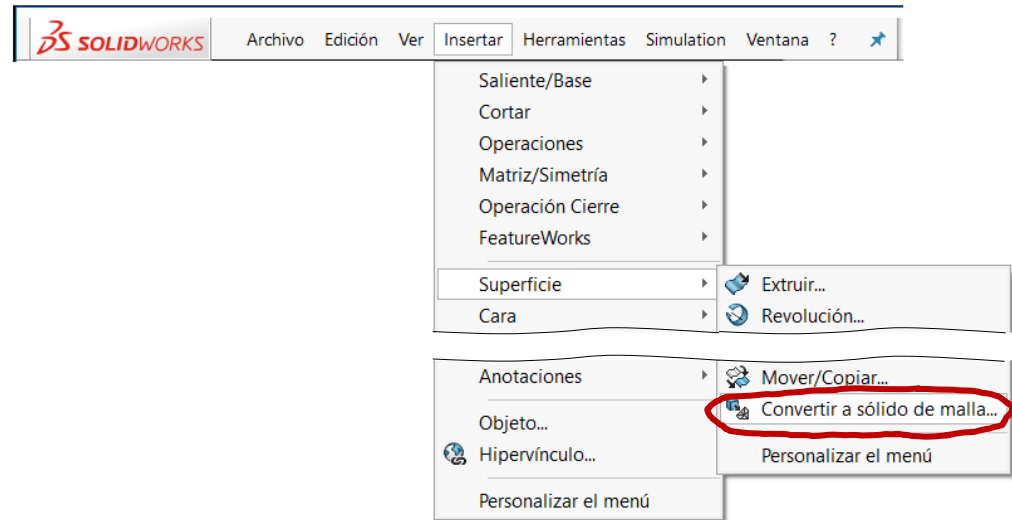 SOLIDWORKS Archivo Edición Ver Insertar Herramientas Simulation Ventana ?
Saliente/Base
Cortar
Operaciones
Matriz/Simetría
Operación Cierre
FeatureWorks
Superficie
Cara
Extruir...
Revolución...
Anotaciones
Objeto...
Hipervínculo...
Personalizar el menú
Mover/Copiar...
Convertir a sólido de malla...
Personalizar el menú